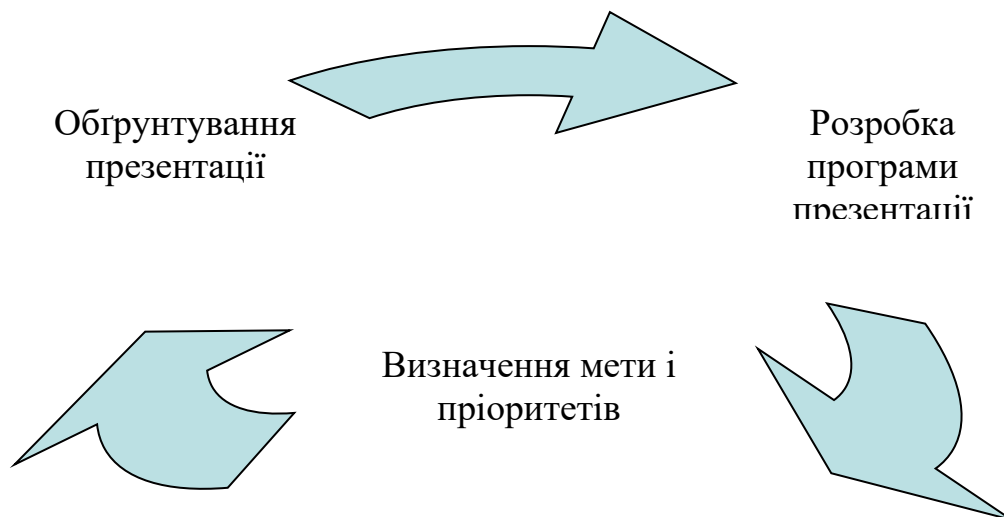 Обґрунтування
презентації
Розробка
програми
презентації
Визначення мети і
пріоритетів